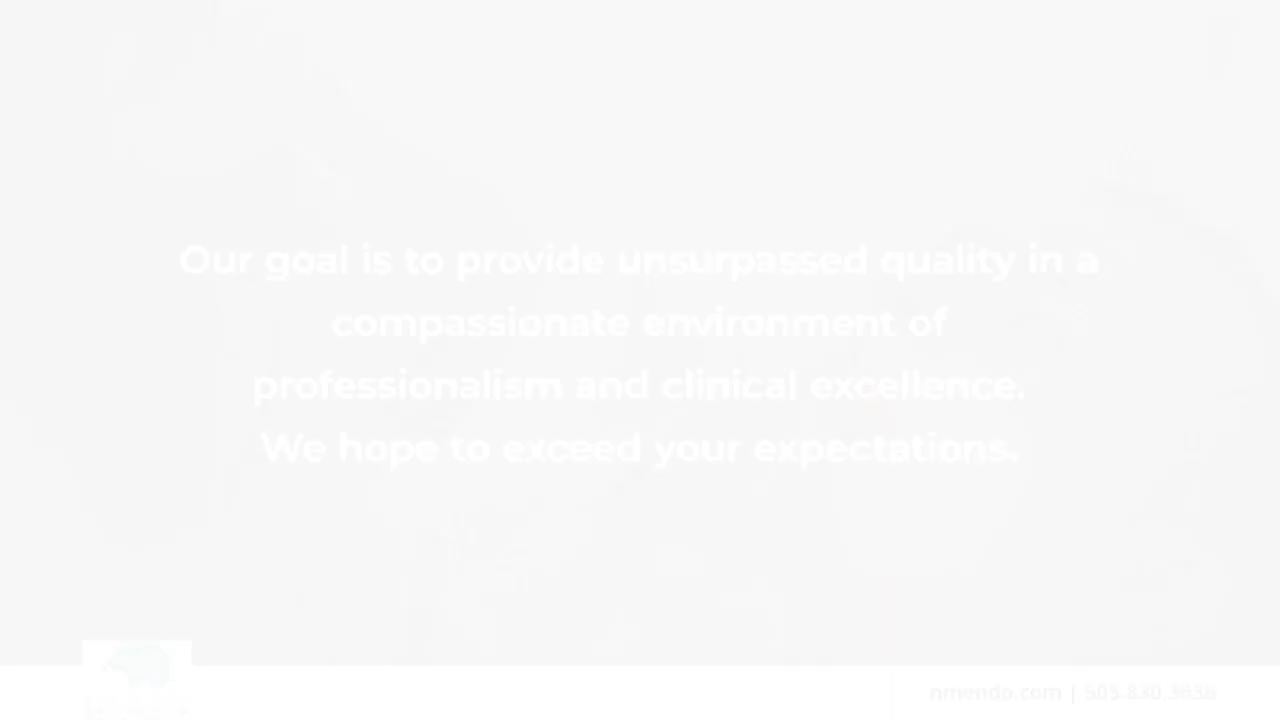 Our goal is to provide unsurpassed quality in a
compassionate environment of
professionalism and clinical excellence.
We hope to exceed your expectations.
nmendo.com | 505.830.3636